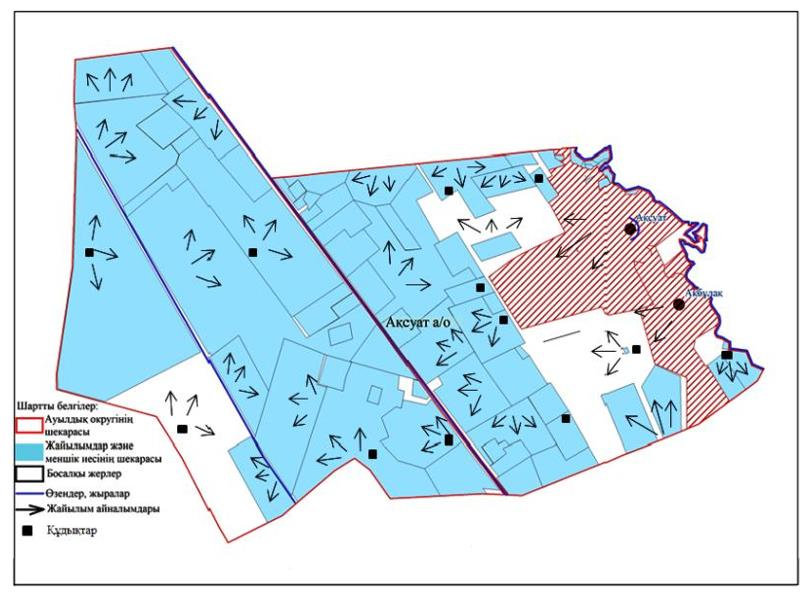 Ақсуат
Ақбұлақ
Ақсуат а/о
Шартты белгілер:
Ауылдық округінің
шекарасы
Жайылымдар және
меншік иесінің шекарасы
Босалқы жерлер
Өзендер, жыралар
Жайылым айналымдары
Құдықтар